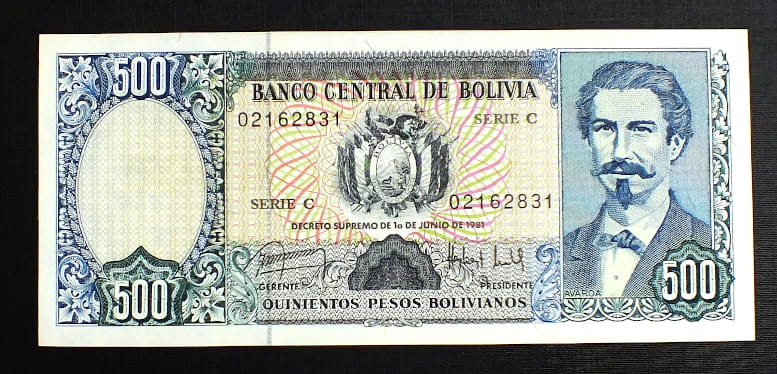 500
BANCO CENTRAL DE BOLIVIA
02162831 SERIE C
BOLIVIA
SERIE C 02162831
DECRETO SUPREMO DE 1o DE JUNIO DE 1981
GERENTE PRESIDENTE
QUINIENTOS PESOS BOLIVIANOS
AVAROA
500
500